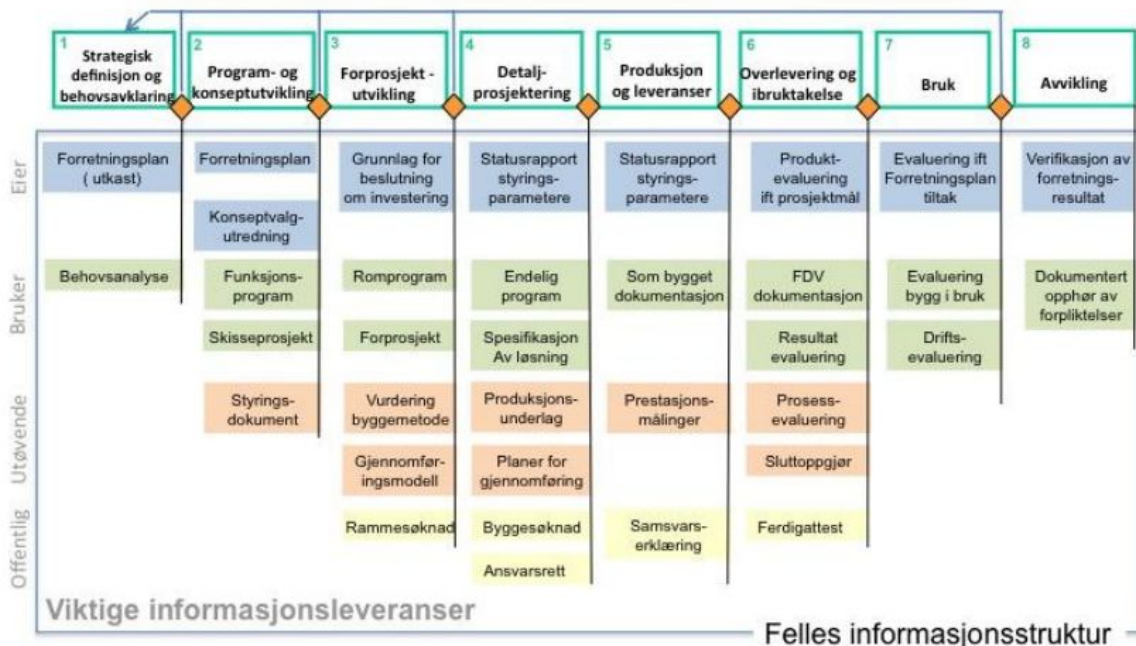 1
Strategisk
definisjon og
behovsavklaring
2
Program- og
konseptutvikling
3
Forprosjekt -
utvikling
4
Detalj-
prosjektering
5
Produksjon
og leveranser
6
Overlevering og
ibruktakelse
7
Bruk
8
Avvikling
Eier
Forretningsplan
( utkast)
Forretningsplan
Konseptvalg-
utredning
Grunnlag for
beslutning
om investering
Statusrapport
styrings-
parametere
Statusrapport
styrings-
parametere
Produkt-
evaluering
ift prosjektmål
Evaluering ift
Forretningsplan
tiltak
Verifikasjon av
forretnings-
resultat
Bruker
Behovsanalyse
Funksjons-
program
Skisseprosjekt
Romprogram
Forprosjekt
Endelig
program
Spesifikasjon
Av løsning
Som bygget
dokumentasjon
FDV
dokumentasjon
Resultat
evaluering
Evaluering
bygg i bruk
Drifts-
evaluering
Dokumentert
opphør av
forpliktelser
Utøvende
Styrings-
dokument
Vurdering
byggemetode
Gjennomfør-
ingsmodell
Produksjons-
underlag
Planer for
gjennomføring
Prestasjons-
målinger
Prosess-
evaluering
Sluttoppgjør
Offentlig
Rammesøknad
Byggesøknad
Ansvarsrett
Samsvars-
erklæring
Ferdigattest
Viktige informasjonsleveranser
Felles informasjonsstruktur